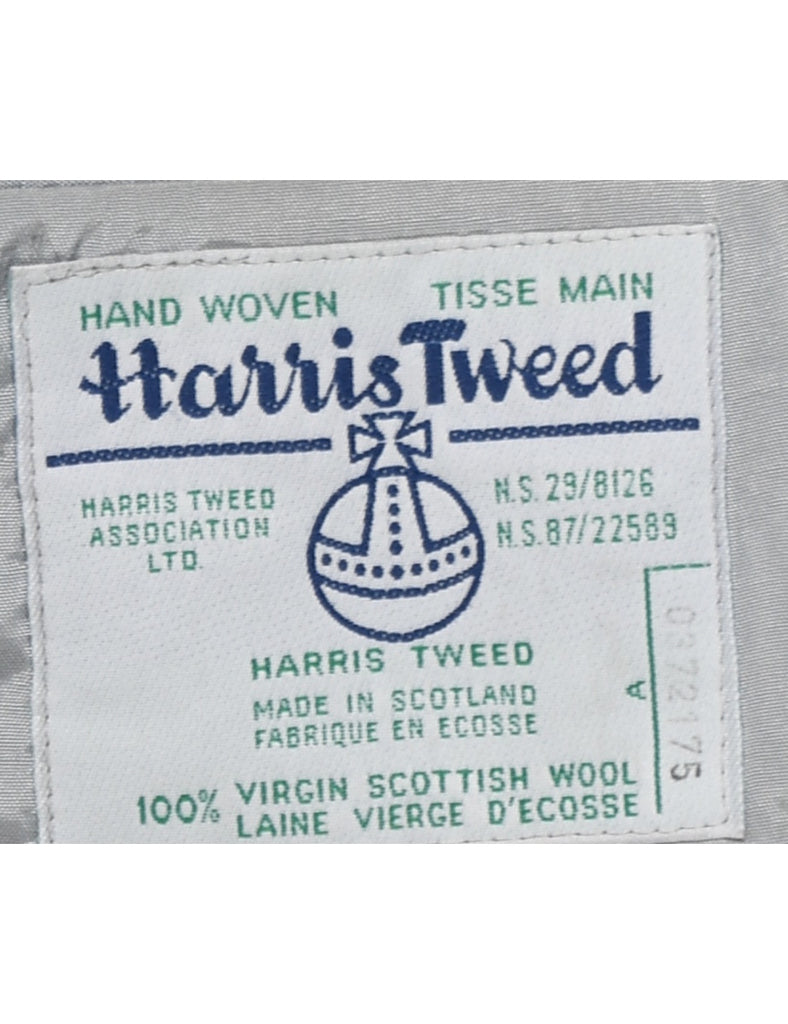 HAND WOVEN TISSE MAIN
Harris Tweed
HARRIS TWEED
ASSOCIATION
LTD.
N.S. 29/8126
N.S. 87/22589
HARRIS TWEED
MADE IN SCOTLAND
FABRIQUE EN ECOSSE
100% VIRGIN SCOTTISH WOOL
LAINE VIERGE D'ECOSSE
A
0372175